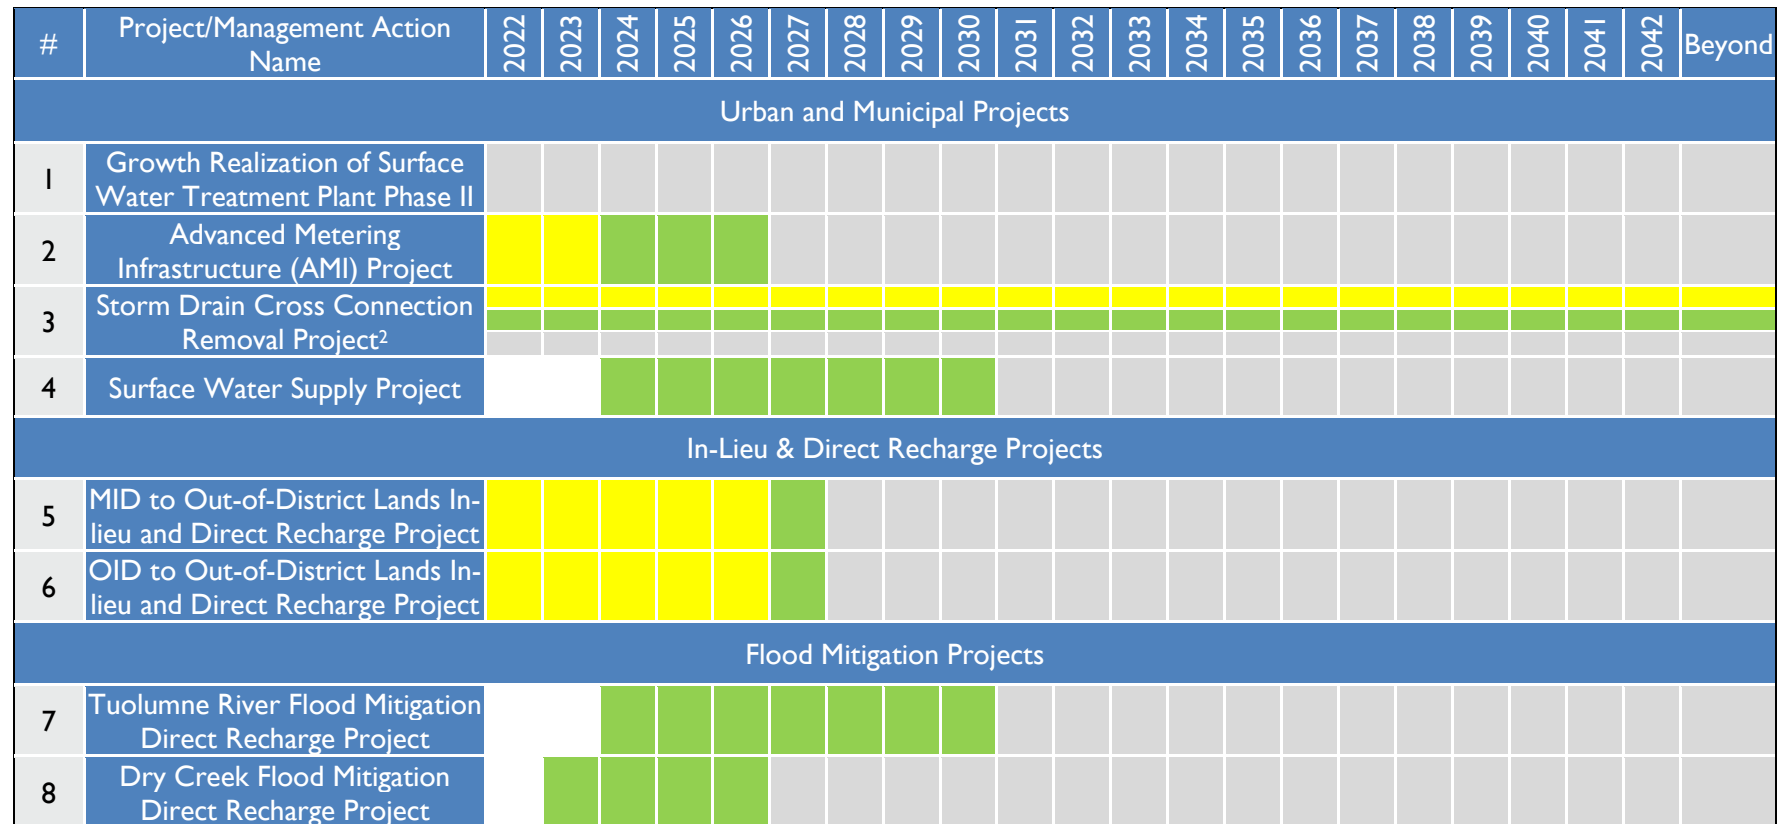 # Project/Management Action Name 2022 2023 2024 2025 2026 2027 2028 2029 2030 2031 2032 2033 2034 2035 2036 2037 2038 2039 2040 2041 2042 Beyond
Urban and Municipal Projects
1 Growth Realization of Surface
Water Treatment Plant Phase II
2 Advanced Metering
Infrastructure (AMI) Project
3 Storm Drain Cross Connection
Removal Project2
4 Surface Water Supply Project
In-Lieu & Direct Recharge Projects
5 MID to Out-of-District Lands In-
lieu and Direct Recharge Project
6 OID to Out-of-District Lands In-
lieu and Direct Recharge Project
Flood Mitigation Projects
7 Tuolumne River Flood Mitigation
Direct Recharge Project
8 Dry Creek Flood Mitigation
Direct Recharge Project